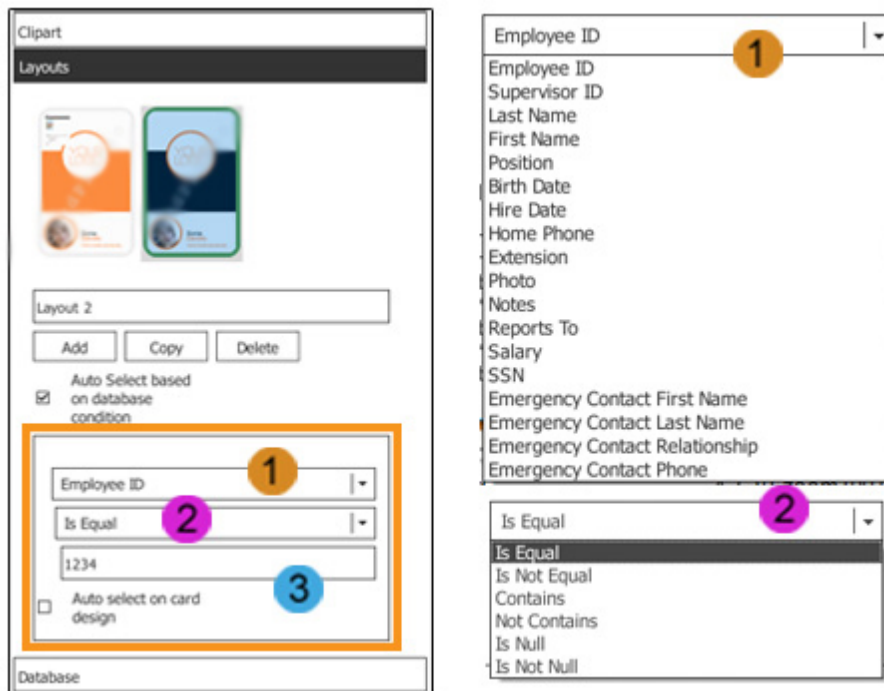 Clipart
Layouts
Layout 2
Add
Copy
Delete
Auto Select based
on database
condition
1
Employee ID
2
Is Equal
1234
3
Auto select on card
design
Database
Employee ID
1
Employee ID
Supervisor ID
Last Name
First Name
Position
Birth Date
Hire Date
Home Phone
Extension
Photo
Notes
Reports To
Salary
SSN
Emergency Contact First Name
Emergency Contact Last Name
Emergency Contact Relationship
Emergency Contact Phone
Is Equal
2
Is Equal
Is Not Equal
Contains
Not Contains
Is Null
Is Not Null